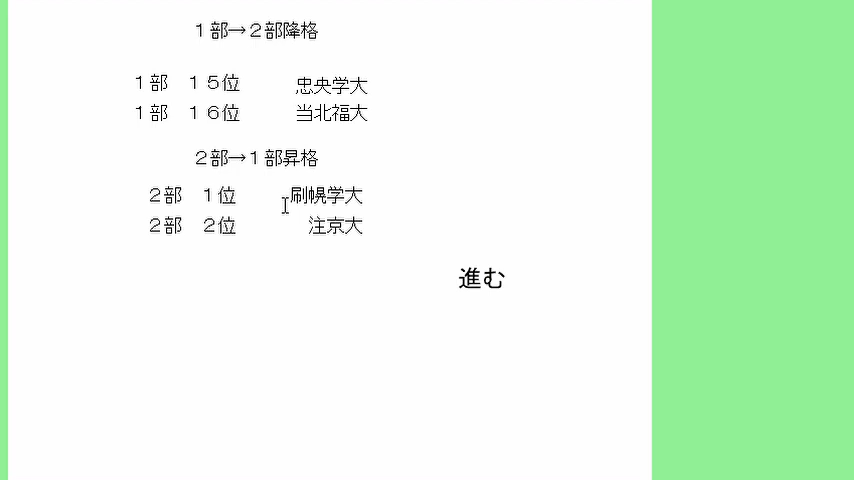 １部→２部降格
１部　１５位　忠央学大
１部　１６位　当北福大
２部→１部昇格
２部　１位　刷幌学大
２部　２位　注京大
進む